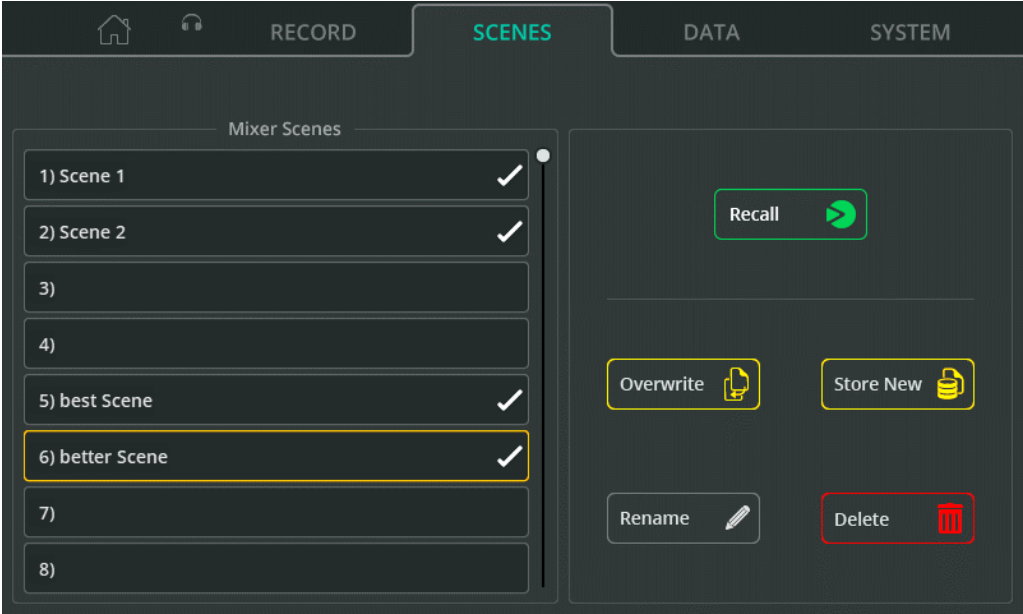 RECORD SCENES DATA SYSTEM
Mixer Scenes
1) Scene 1
2) Scene 2
3)
4)
5) best Scene
6) better Scene
7)
8)
Recall
Overwrite
Store New
Rename
Delete